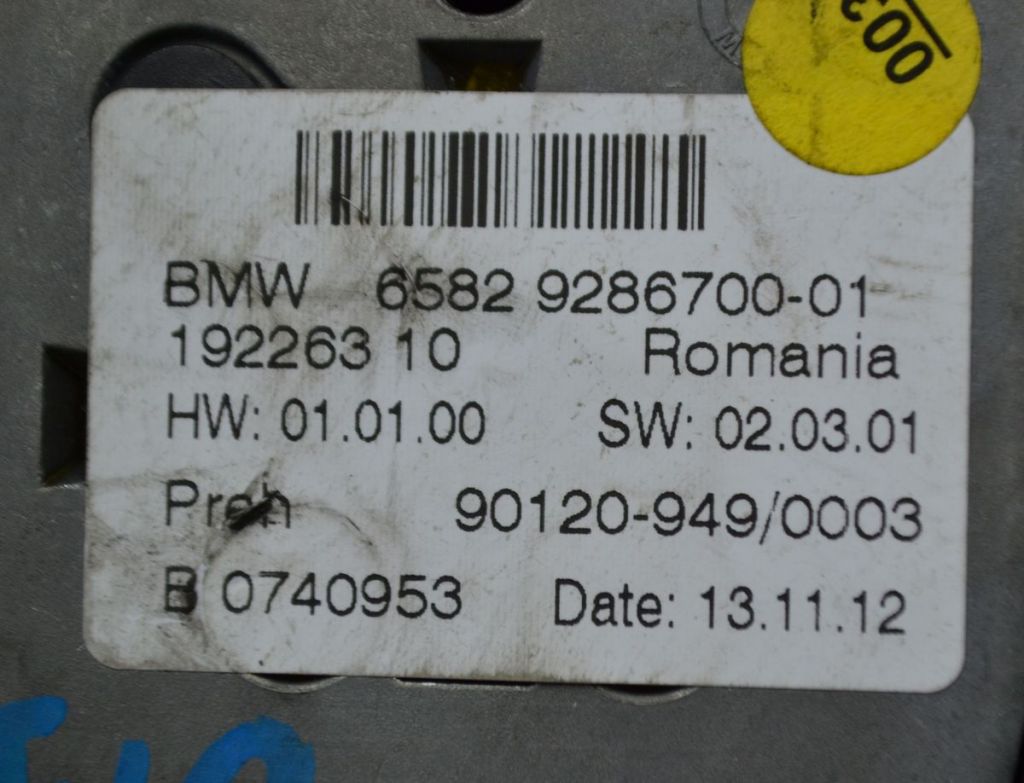 003
BMW 6582 9286700-01
192263 10 Romania
HW: 01.01.00 SW: 02.03.01
Preh 90120-949/0003
B 0740953 Date: 13.11.12